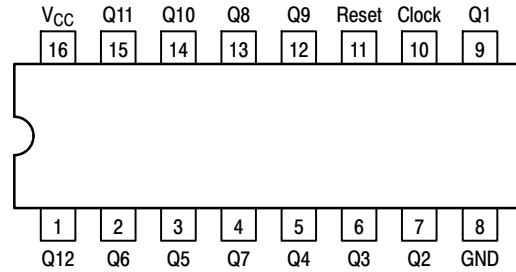 VCC Q11 Q10 Q8 Q9 Reset Clock Q1
16 15 14 13 12 11 10 9
1 2 3 4 5 6 7 8
Q12 Q6 Q5 Q7 Q4 Q3 Q2 GND